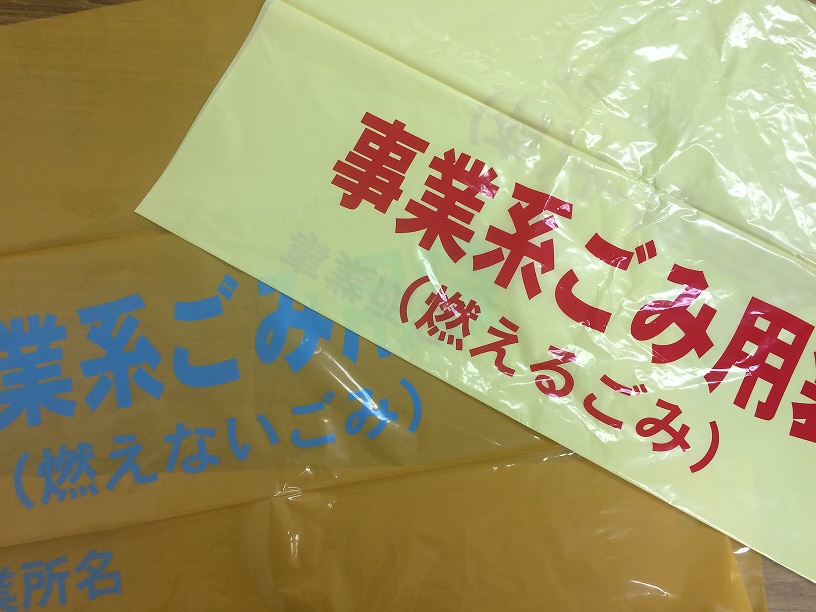 事業系ごみ用
(燃えるごみ)
業系ごみ
(燃えないごみ)
業所名